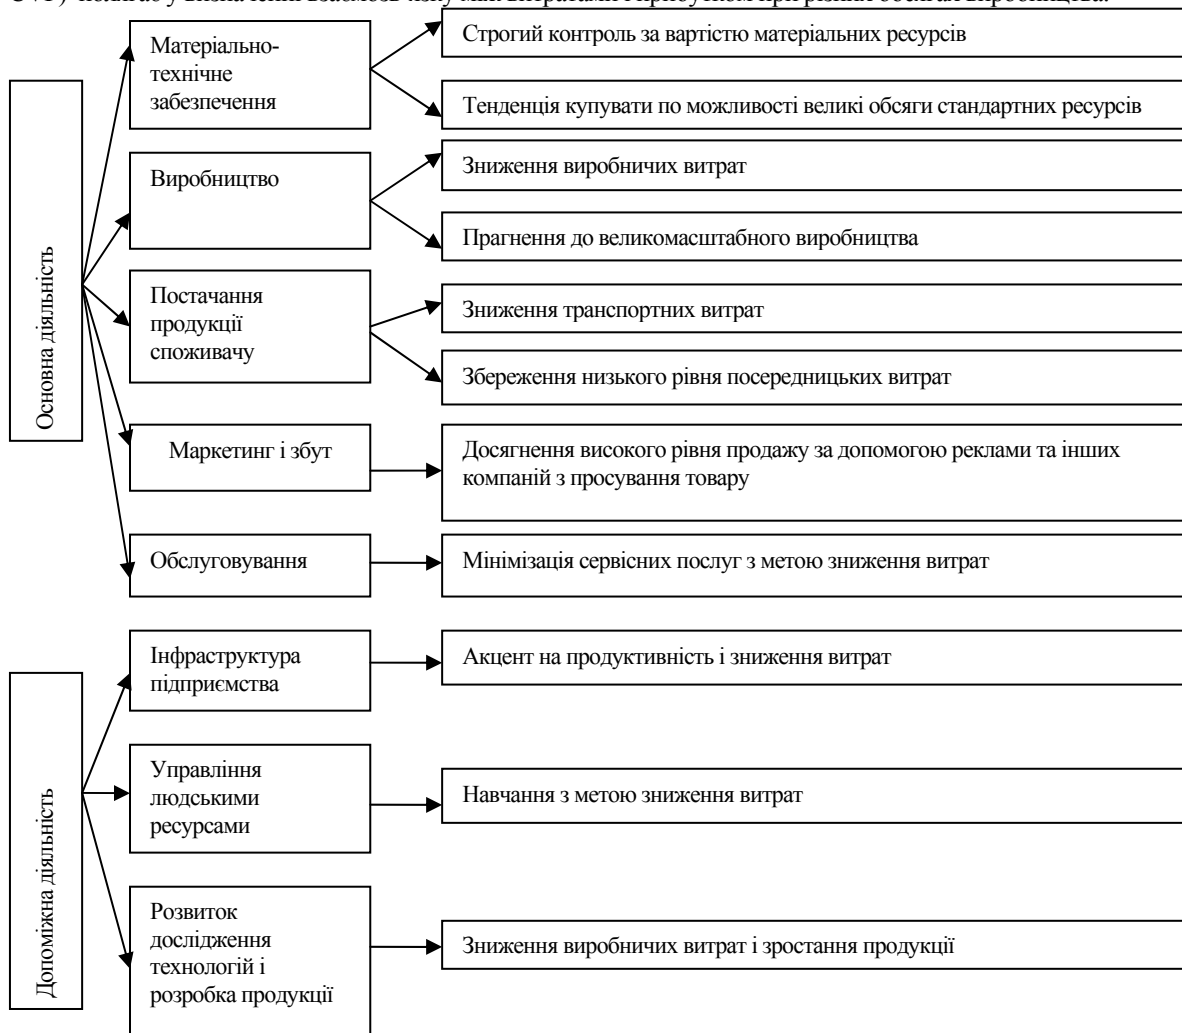 Матеріально-
технічне
забезпечення
Строгий контроль за вартістю матеріальних ресурсів
Тенденція купувати по можливості великі обсяги стандартних ресурсів
Основна діяльність
Виробництво
Зниження виробничих витрат
Прагнення до великомасштабного виробництва
Постачання
продукції
споживачу
Зниження транспортних витрат
Збереження низького рівня посередницьких витрат
Маркетинг і збут
Досягнення високого рівня продажу за допомогою реклами та інших
компаній з просування товару
Обслуговування
Мінімізація сервісних послуг з метою зниження витрат
Допоміжна діяльність
Інфраструктура
підприємства
Акцент на продуктивність і зниження витрат
Управління
людськими
ресурсами
Навчання з метою зниження витрат
Розвиток
дослідження
технологій і
розробка продукції
Зниження виробничих витрат і зростання продукції